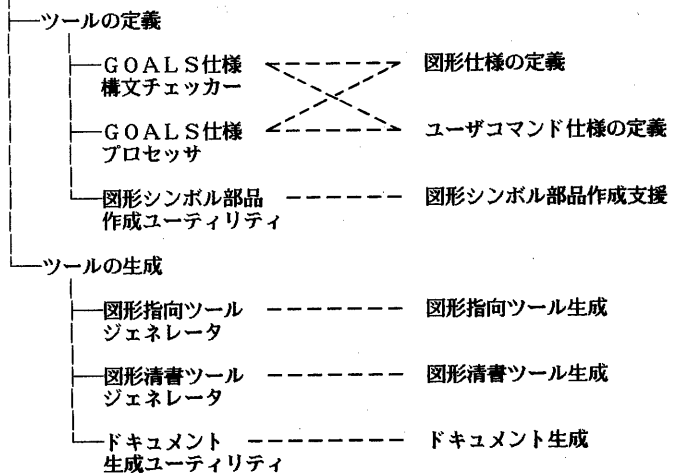 ツールの定義
GOALS仕様 図形仕様の定義
構文チェッカー
GOALS仕様 ユーザコマンド仕様の定義
プロセッサ
図形シンボル部品 図形シンボル部品作成支援
作成ユーティリティ
ツールの生成
図形指向ツール 図形指向ツール生成
ジェネレータ
図形清書ツール 図形清書ツール生成
ジェネレータ
ドキュメント ドキュメント生成
生成ユーティリティ